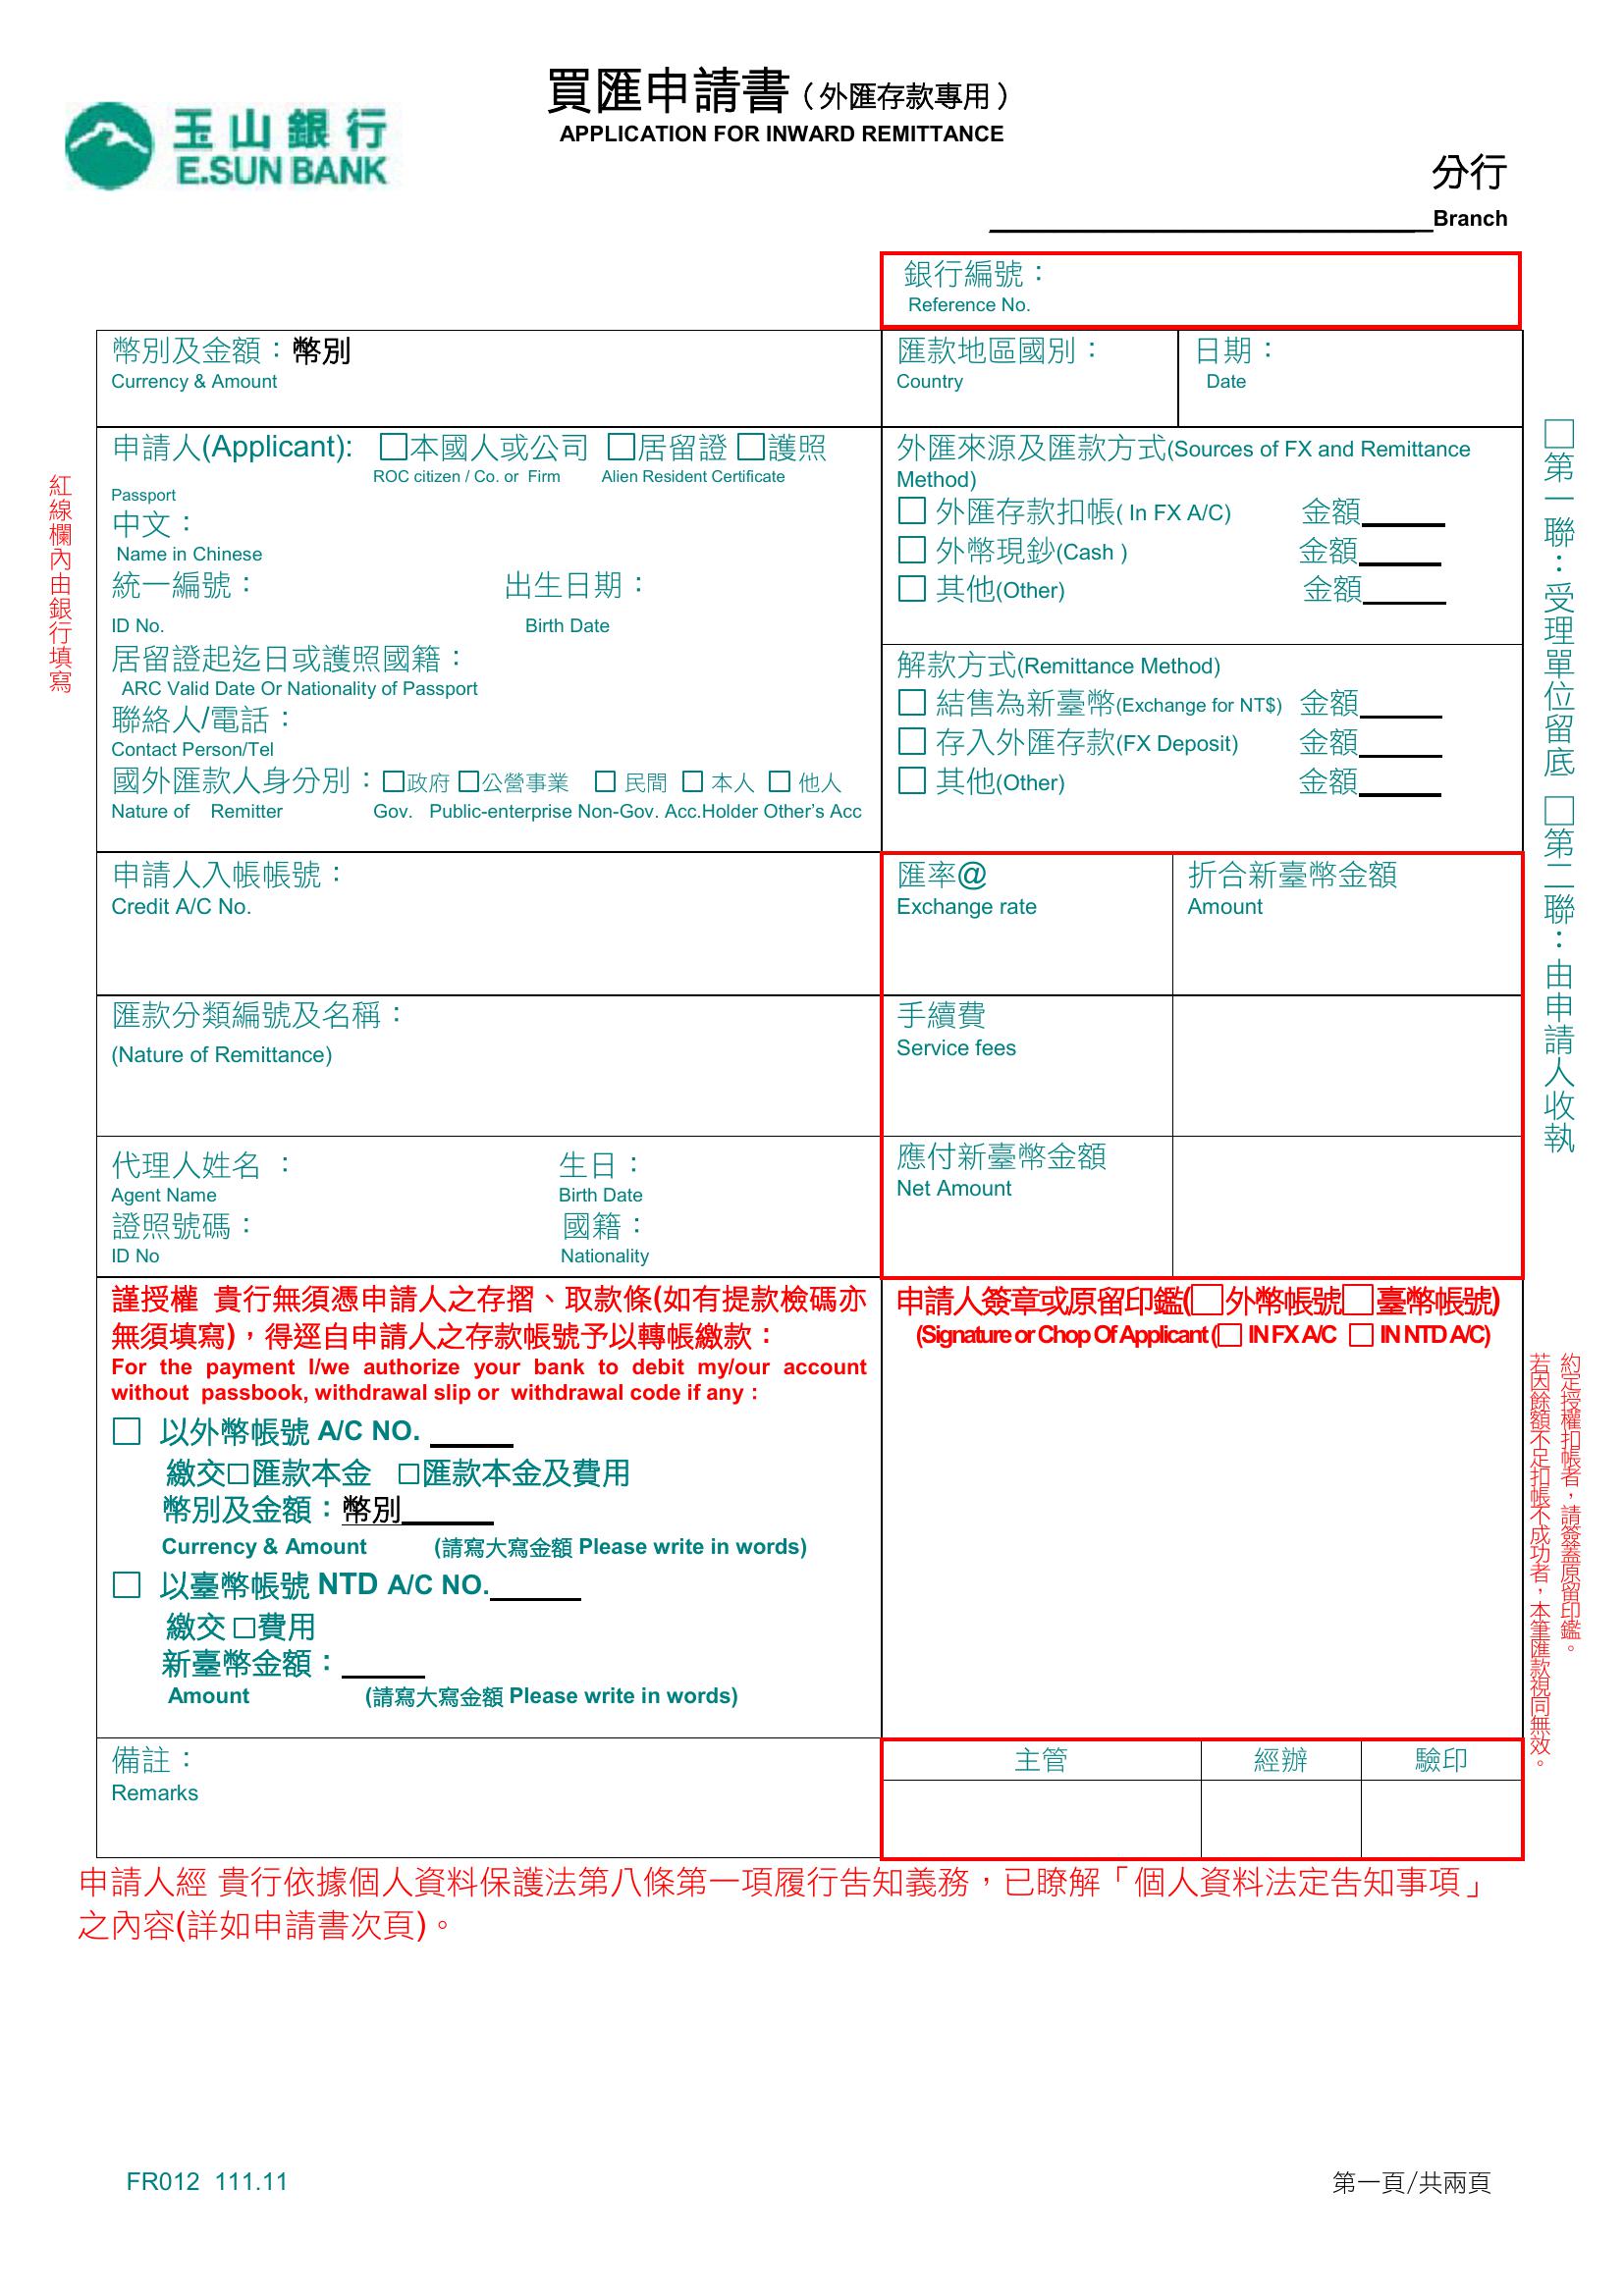 買匯申請書（外匯存款專用）
APPLICATION FOR INWARD REMITTANCE
玉山銀行
E.SUN BANK
分行
Branch
銀行編號：
Reference No.
幣別及金額：幣別
Currency & Amount
匯款地區國別：
Country
日期：
Date
申請人(Applicant): □本國人或公司 □居留證 □護照
ROC citizen / Co. or Firm Alien Resident Certificate
Passport
中文：
Name in Chinese
統一編號： 出生日期：
ID No. Birth Date
居留證起迄日或護照國籍：
ARC Valid Date Or Nationality of Passport
聯絡人/電話：
Contact Person/Tel
國外匯款人身分別：□政府 □公營事業 □ 民間 □ 本人 □ 他人
Nature of Remitter Gov. Public-enterprise Non-Gov. Acc.Holder Other's Acc
外匯來源及匯款方式(Sources of FX and Remittance
Method)
□ 外匯存款扣帳( In FX A/C) 金額
□ 外幣現鈔(Cash ) 金額
□ 其他(Other) 金額
解款方式(Remittance Method)
□ 結售為新臺幣(Exchange for NT$) 金額
□ 存入外匯存款(FX Deposit) 金額
□ 其他(Other) 金額
申請人入帳帳號：
Credit A/C No.
匯率@
Exchange rate
折合新臺幣金額
Amount
匯款分類編號及名稱：
(Nature of Remittance)
手續費
Service fees
代理人姓名 ： 生日：
Agent Name Birth Date
證照號碼： 國籍：
ID No Nationality
應付新臺幣金額
Net Amount
謹授權 貴行無須憑申請人之存摺、取款條(如有提款檢碼亦
無須填寫)，得逕自申請人之存款帳號予以轉帳繳款：
For the payment I/we authorize your bank to debit my/our account
without passbook, withdrawal slip or withdrawal code if any :
□ 以外幣帳號 A/C NO.
繳交□匯款本金 □匯款本金及費用
幣別及金額：幣別
Currency & Amount (請寫大寫金額 Please write in words)
□ 以臺幣帳號 NTD A/C NO.
繳交 □費用
新臺幣金額：
Amount (請寫大寫金額 Please write in words)
申請人簽章或原留印鑑(□外幣帳號□臺幣帳號)
(Signature or Chop Of Applicant (□ IN FX A/C □ IN NTD A/C)
備註：
Remarks
主管 經辦 驗印
紅線欄內由銀行填寫
□第一聯：受理單位留底 □第二聯：由申請人收執
約定授權扣帳者，請簽蓋原留印鑑。
若因餘額不足扣帳不成功者，本筆匯款視同無效。
申請人經 貴行依據個人資料保護法第八條第一項履行告知義務，已瞭解「個人資料法定告知事項」
之內容(詳如申請書次頁)。
FR012 111.11
第一頁/共兩頁